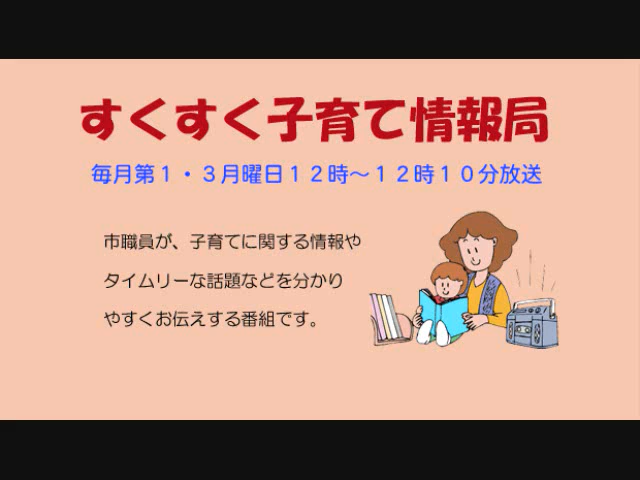 すくすく子育て情報局
毎月第１・３月曜日１２時～１２時１０分放送
市職員が、子育てに関する情報や
タイムリーな話題などを分かり
やすくお伝えする番組です。